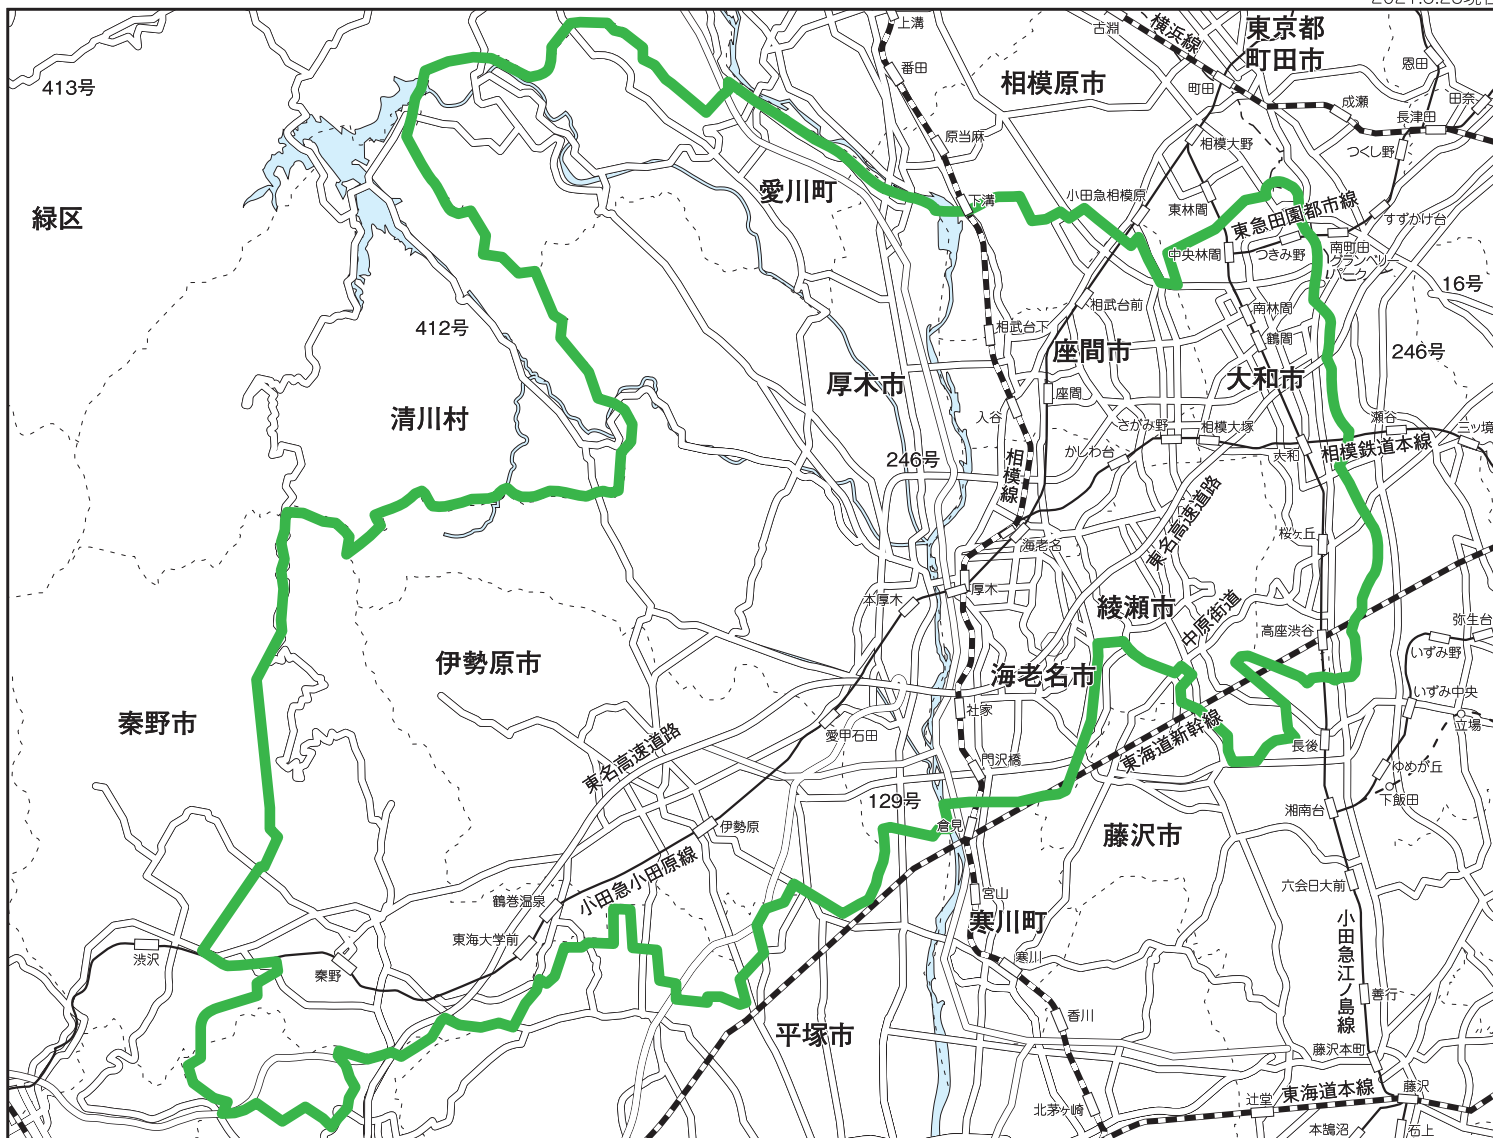 上溝
古淵
横浜線
東京都
町田市
恩田
413号
番田
相模原市
町田
成瀬
田奈
長津田
原当麻
相模大野
つくし野
愛川町
下溝
小田急相模原
東林間
東急田園都市線
すずかけ台
緑区
中央林間
つきみ野
南町田
グランベリー
パーク
16号
412号
相武台前
南林間
相武台下
座間市
鶴間
246号
厚木市
大和市
座間
清川村
入谷
さがみ野
相模大塚
瀬谷
三ッ境
246号
相模線
かしわ台
大和
相模鉄道本線
東名高速道路
桜ヶ丘
海老名
本厚木
厚木
綾瀬市
中原街道
高座渋谷
弥生台
いずみ野
伊勢原市
海老名市
いずみ中央
秦野市
社家
立場
愛甲石田
東海道新幹線
長後
東名高速道路
門沢橋
ゆめが丘
下飯田
129号
湘南台
伊勢原
倉見
藤沢市
小田急小田原線
宮山
六会日大前
鶴巻温泉
寒川町
東海大学前
小田急江ノ島線
渋沢
秦野
寒川
善行
平塚市
香川
藤沢本町
東海道本線
藤沢
辻堂
北茅ヶ崎
本鵠沼
石上